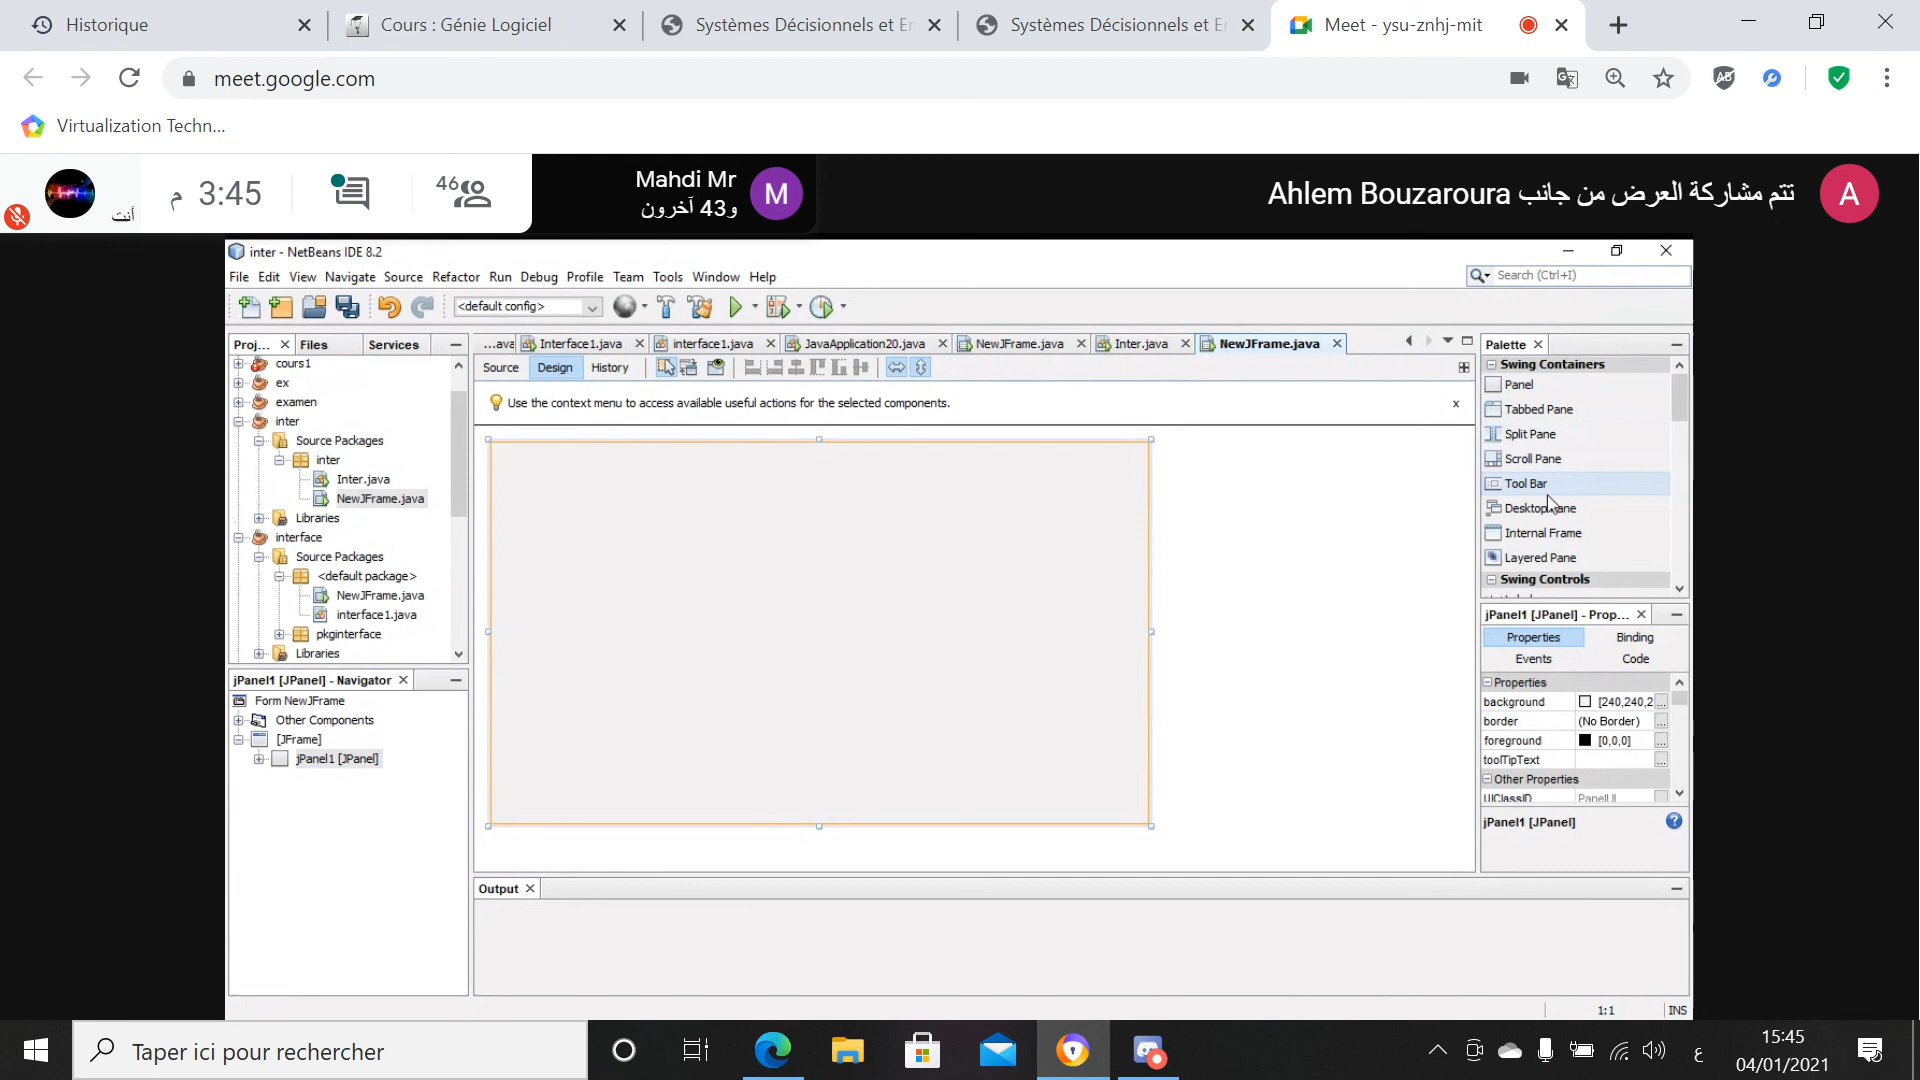 Historique
Cours : Génie Logiciel
Systèmes Décisionnels et En
Systèmes Décisionnels et En
Meet - ysu-znhj-mit
meet.google.com
Virtualization Techn...
أنت
3:45 م
46
Mahdi Mr
و43 آخرون
M
تتم مشاركة العرض من جانب Ahlem Bouzaroura
A
inter - NetBeans IDE 8.2
File Edit View Navigate Source Refactor Run Debug Profile Team Tools Window Help
Search (Ctrl+I)
<default config>
Proj... Files Services
...ava Interface1.java interface1.java JavaApplication20.java NewJFrame.java Inter.java NewJFrame.java
Source Design History
Use the context menu to access available useful actions for the selected components.
x
cours1
ex
examen
inter
Source Packages
inter
Inter.java
NewJFrame.java
Libraries
interface
Source Packages
<default package>
NewJFrame.java
interface1.java
pkginterface
Libraries
jPanel1 [JPanel] - Navigator
Form NewJFrame
Other Components
[JFrame]
jPanel1 [JPanel]
Palette
Swing Containers
Panel
Tabbed Pane
Split Pane
Scroll Pane
Tool Bar
Desktop Pane
Internal Frame
Layered Pane
Swing Controls
jPanel1 [JPanel] - Prop...
Properties Binding
Events Code
Properties
background [240,240,2 ...
border (No Border) ...
foreground [0,0,0] ...
toolTipText ...
Other Properties
UIClassID PanelUI
jPanel1 [JPanel]
?
Output
1:1 INS
Taper ici pour rechercher
ع
15:45
04/01/2021